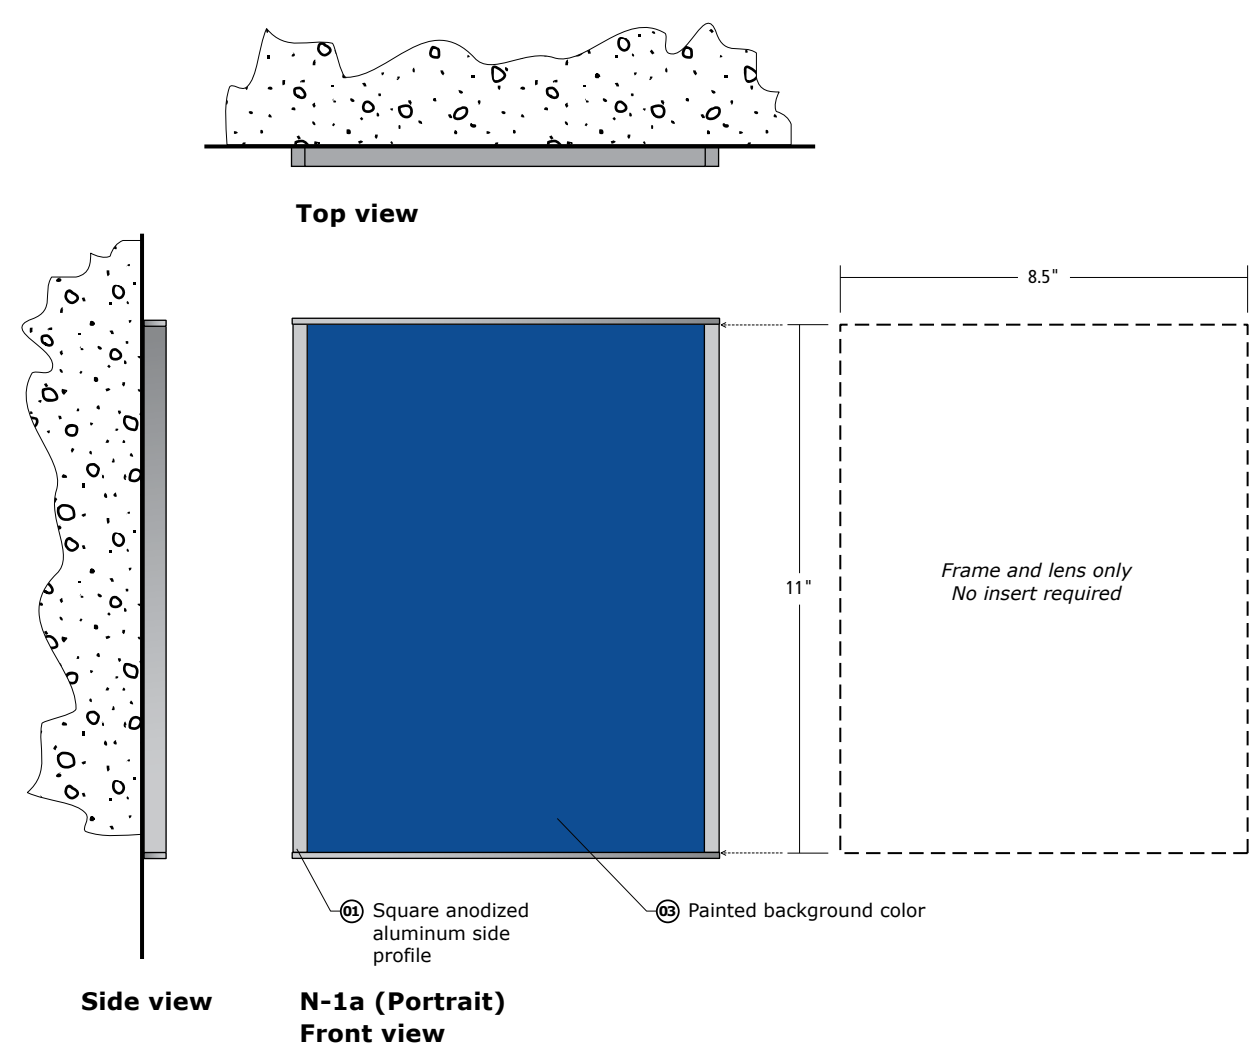 Top view
8.5"
11"
Frame and lens only
No insert required
01 Square anodized
aluminum side
profile
03 Painted background color
Side view
N-1a (Portrait)
Front view